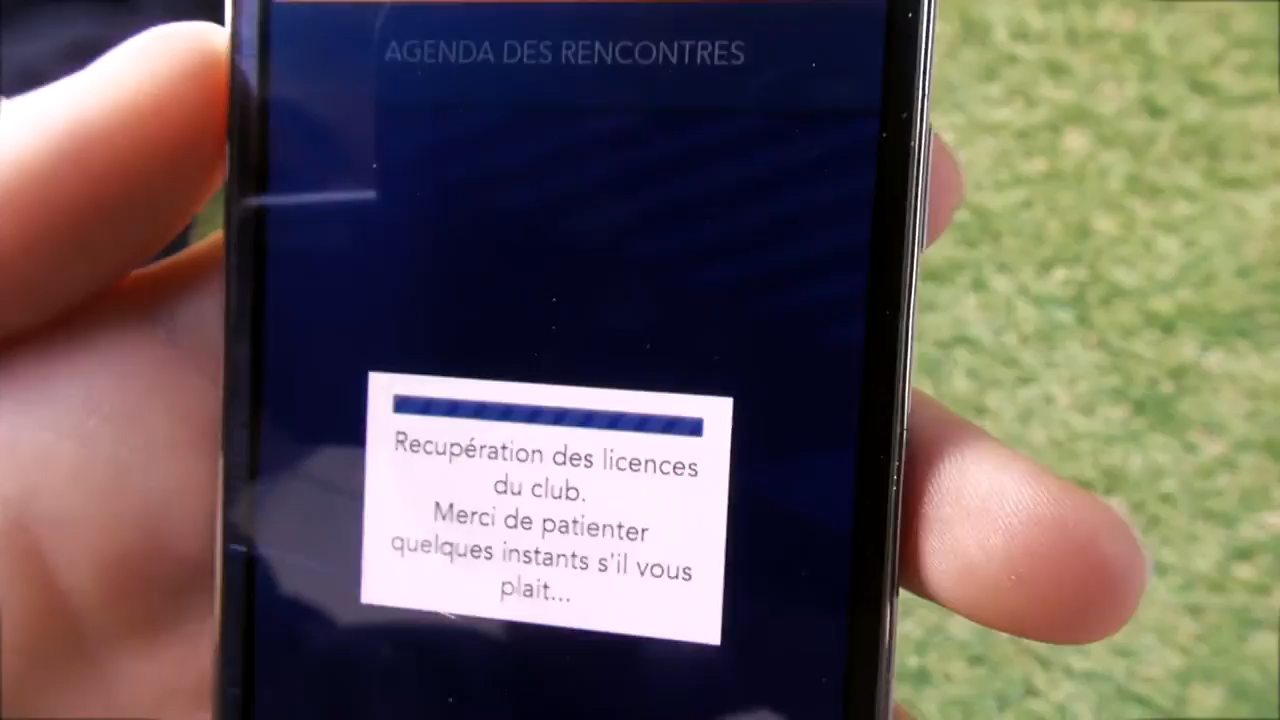 AGENDA DES RENCONTRES
Recupération des licences
du club.
Merci de patienter
quelques instants s'il vous
plait...